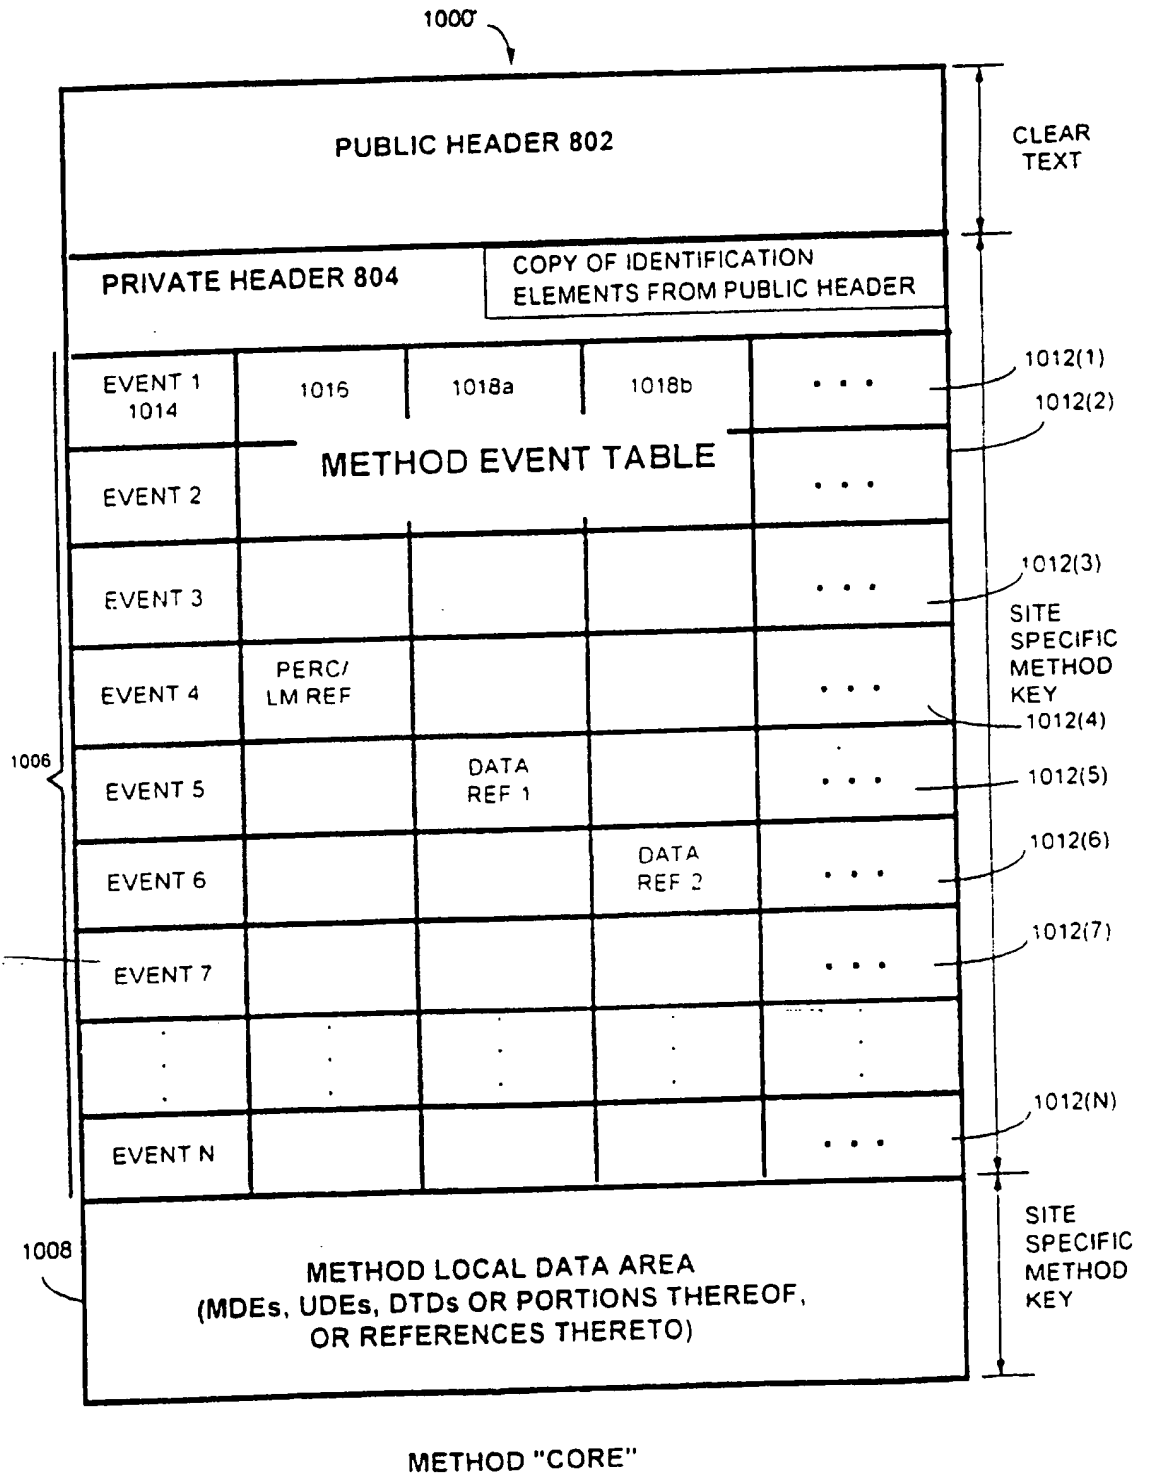 1000
PUBLIC HEADER 802
CLEAR
TEXT
PRIVATE HEADER 804
COPY OF IDENTIFICATION
ELEMENTS FROM PUBLIC HEADER
EVENT 1
1014
1016
1018a
1018b
• • •
1012(1)
1012(2)
METHOD EVENT TABLE
EVENT 2
• • •
EVENT 3
• • •
1012(3)
SITE
SPECIFIC
METHOD
KEY
EVENT 4
PERC/
LM REF
• • •
1012(4)
1006
EVENT 5
DATA
REF 1
• • •
1012(5)
EVENT 6
DATA
REF 2
• • •
1012(6)
EVENT 7
• • •
1012(7)
EVENT N
• • •
1012(N)
1008
METHOD LOCAL DATA AREA
(MDEs, UDEs, DTDs OR PORTIONS THEREOF,
OR REFERENCES THERETO)
SITE
SPECIFIC
METHOD
KEY
METHOD "CORE"